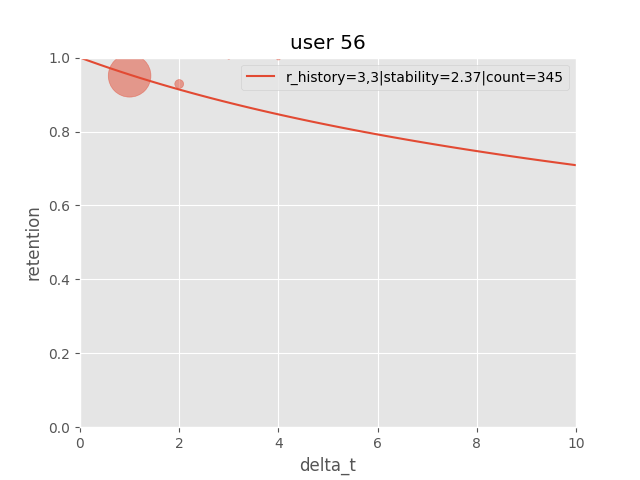 user 56
r_history=3,3|stability=2.37|count=345
1.0
0.8
0.6
0.4
0.2
0.0
retention
0 2 4 6 8 10
delta_t